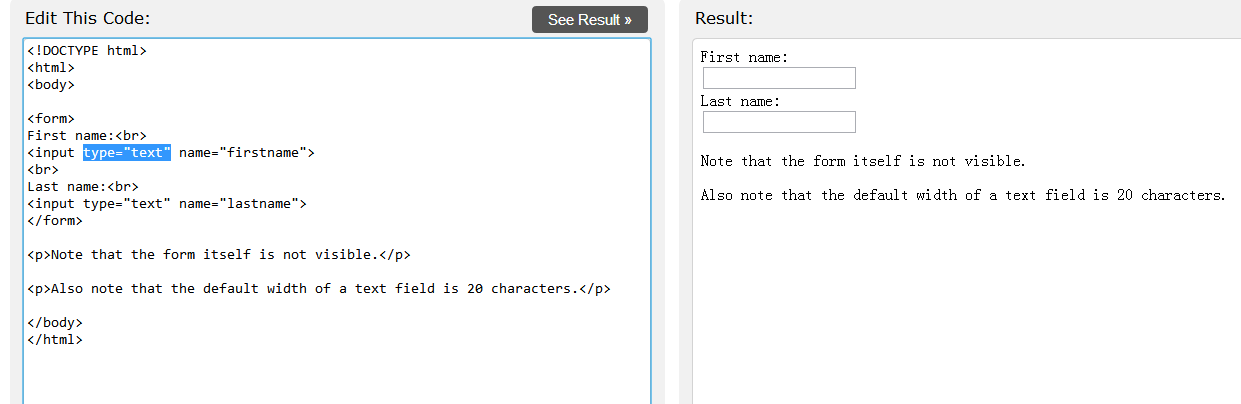 Edit This Code:
See Result »
<!DOCTYPE html>
<html>
<body>
<form>
First name:<br>
<input type="text" name="firstname">
<br>
Last name:<br>
<input type="text" name="lastname">
</form>
<p>Note that the form itself is not visible.</p>
<p>Also note that the default width of a text field is 20 characters.</p>
</body>
</html>
Result:
First name:
Last name:
Note that the form itself is not visible.
Also note that the default width of a text field is 20 characters.